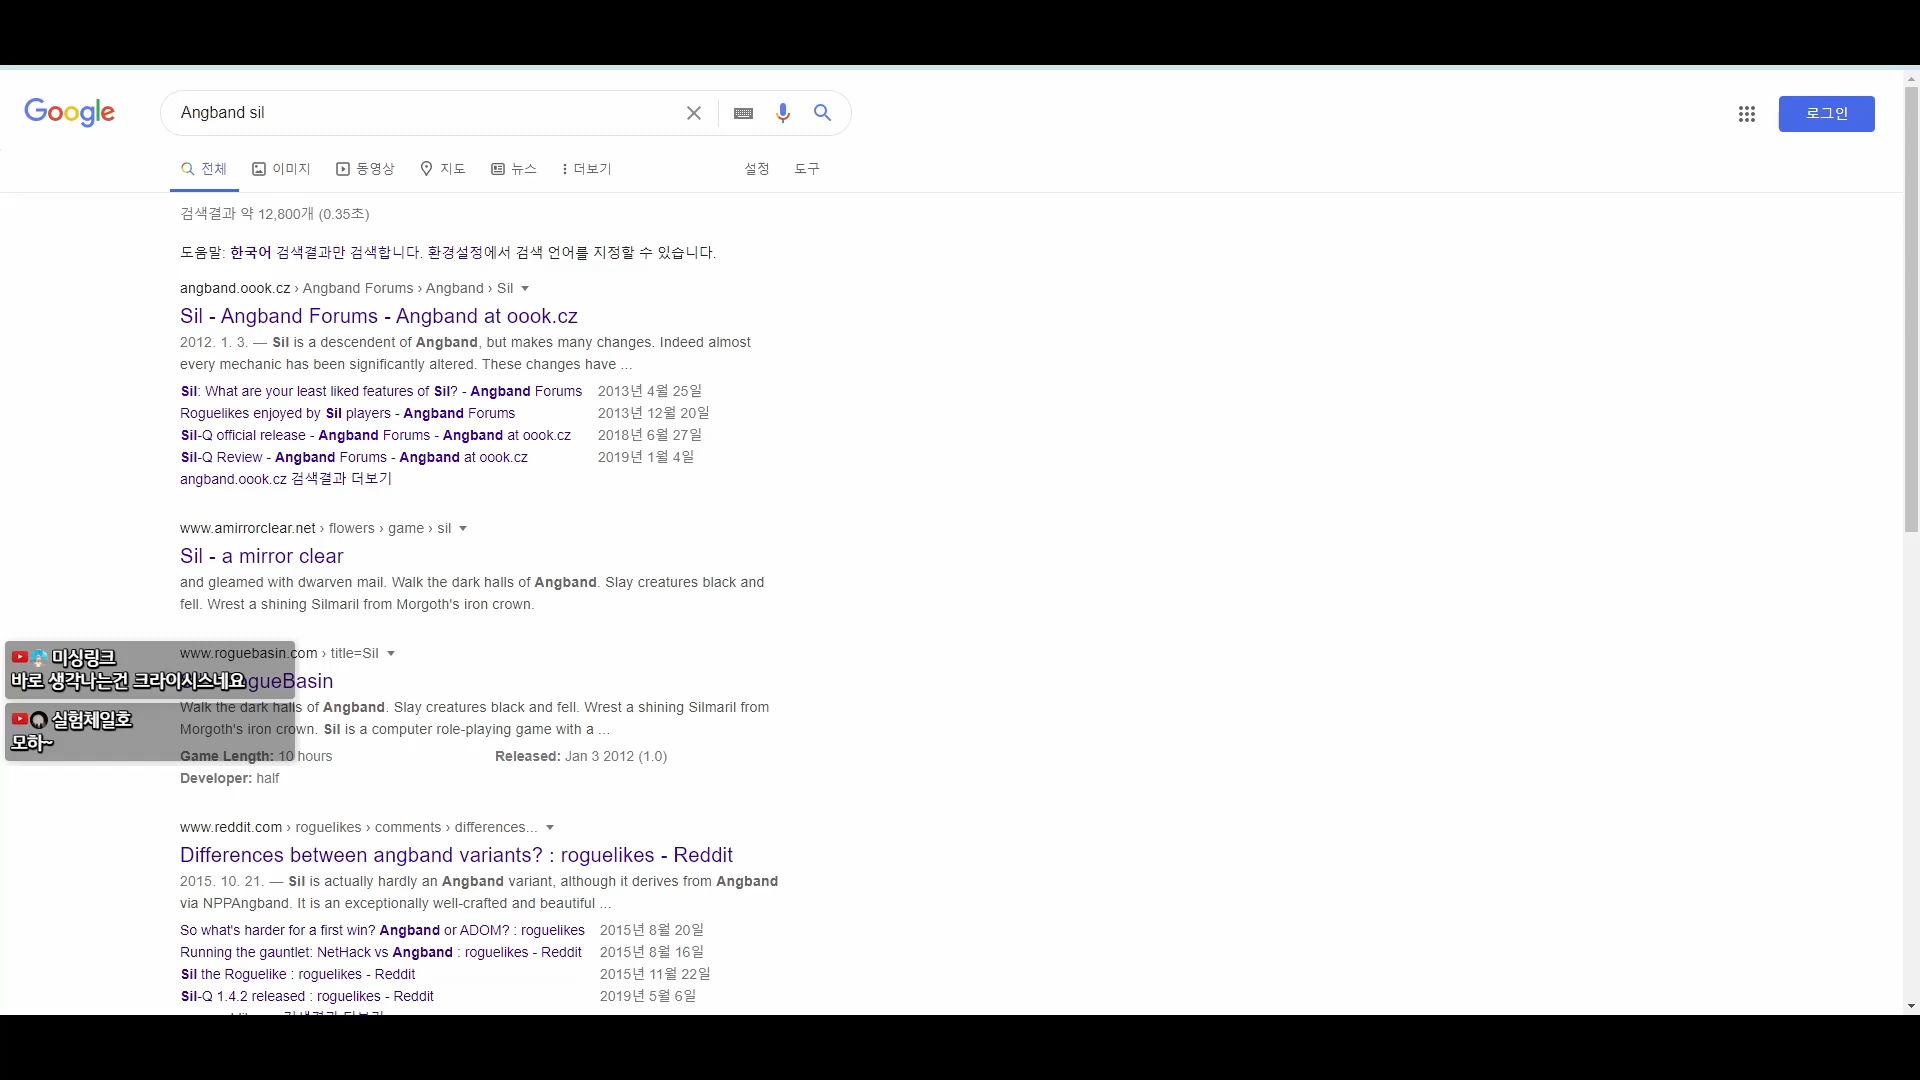 Google
Angband sil
로그인
전체 이미지 동영상 지도 뉴스 더보기 설정 도구
검색결과 약 12,800개 (0.35초)
도움말: 한국어 검색결과만 검색합니다. 환경설정에서 검색 언어를 지정할 수 있습니다.
angband.oook.cz › Angband Forums › Angband › Sil
Sil - Angband Forums - Angband at oook.cz
2012. 1. 3. — Sil is a descendent of Angband, but makes many changes. Indeed almost
every mechanic has been significantly altered. These changes have ...
Sil: What are your least liked features of Sil? - Angband Forums 2013년 4월 25일
Roguelikes enjoyed by Sil players - Angband Forums 2013년 12월 20일
Sil-Q official release - Angband Forums - Angband at oook.cz 2018년 6월 27일
Sil-Q Review - Angband Forums - Angband at oook.cz 2019년 1월 4일
angband.oook.cz 검색결과 더보기
www.amirrorclear.net › flowers › game › sil
Sil - a mirror clear
and gleamed with dwarven mail. Walk the dark halls of Angband. Slay creatures black and
fell. Wrest a shining Silmaril from Morgoth's iron crown.
미싱링크
바로 생각나는건 크라이시스네요
실험체일호
모하~
www.roguebasin.com › title=Sil
gueBasin
Walk the dark halls of Angband. Slay creatures black and fell. Wrest a shining Silmaril from
Morgoth's iron crown. Sil is a computer role-playing game with a ...
Game Length: 10 hours Released: Jan 3 2012 (1.0)
Developer: half
www.reddit.com › roguelikes › comments › differences...
Differences between angband variants? : roguelikes - Reddit
2015. 10. 21. — Sil is actually hardly an Angband variant, although it derives from Angband
via NPPAngband. It is an exceptionally well-crafted and beautiful ...
So what's harder for a first win? Angband or ADOM? : roguelikes 2015년 8월 20일
Running the gauntlet: NetHack vs Angband : roguelikes - Reddit 2015년 8월 16일
Sil the Roguelike : roguelikes - Reddit 2015년 11월 22일
Sil-Q 1.4.2 released : roguelikes - Reddit 2019년 5월 6일